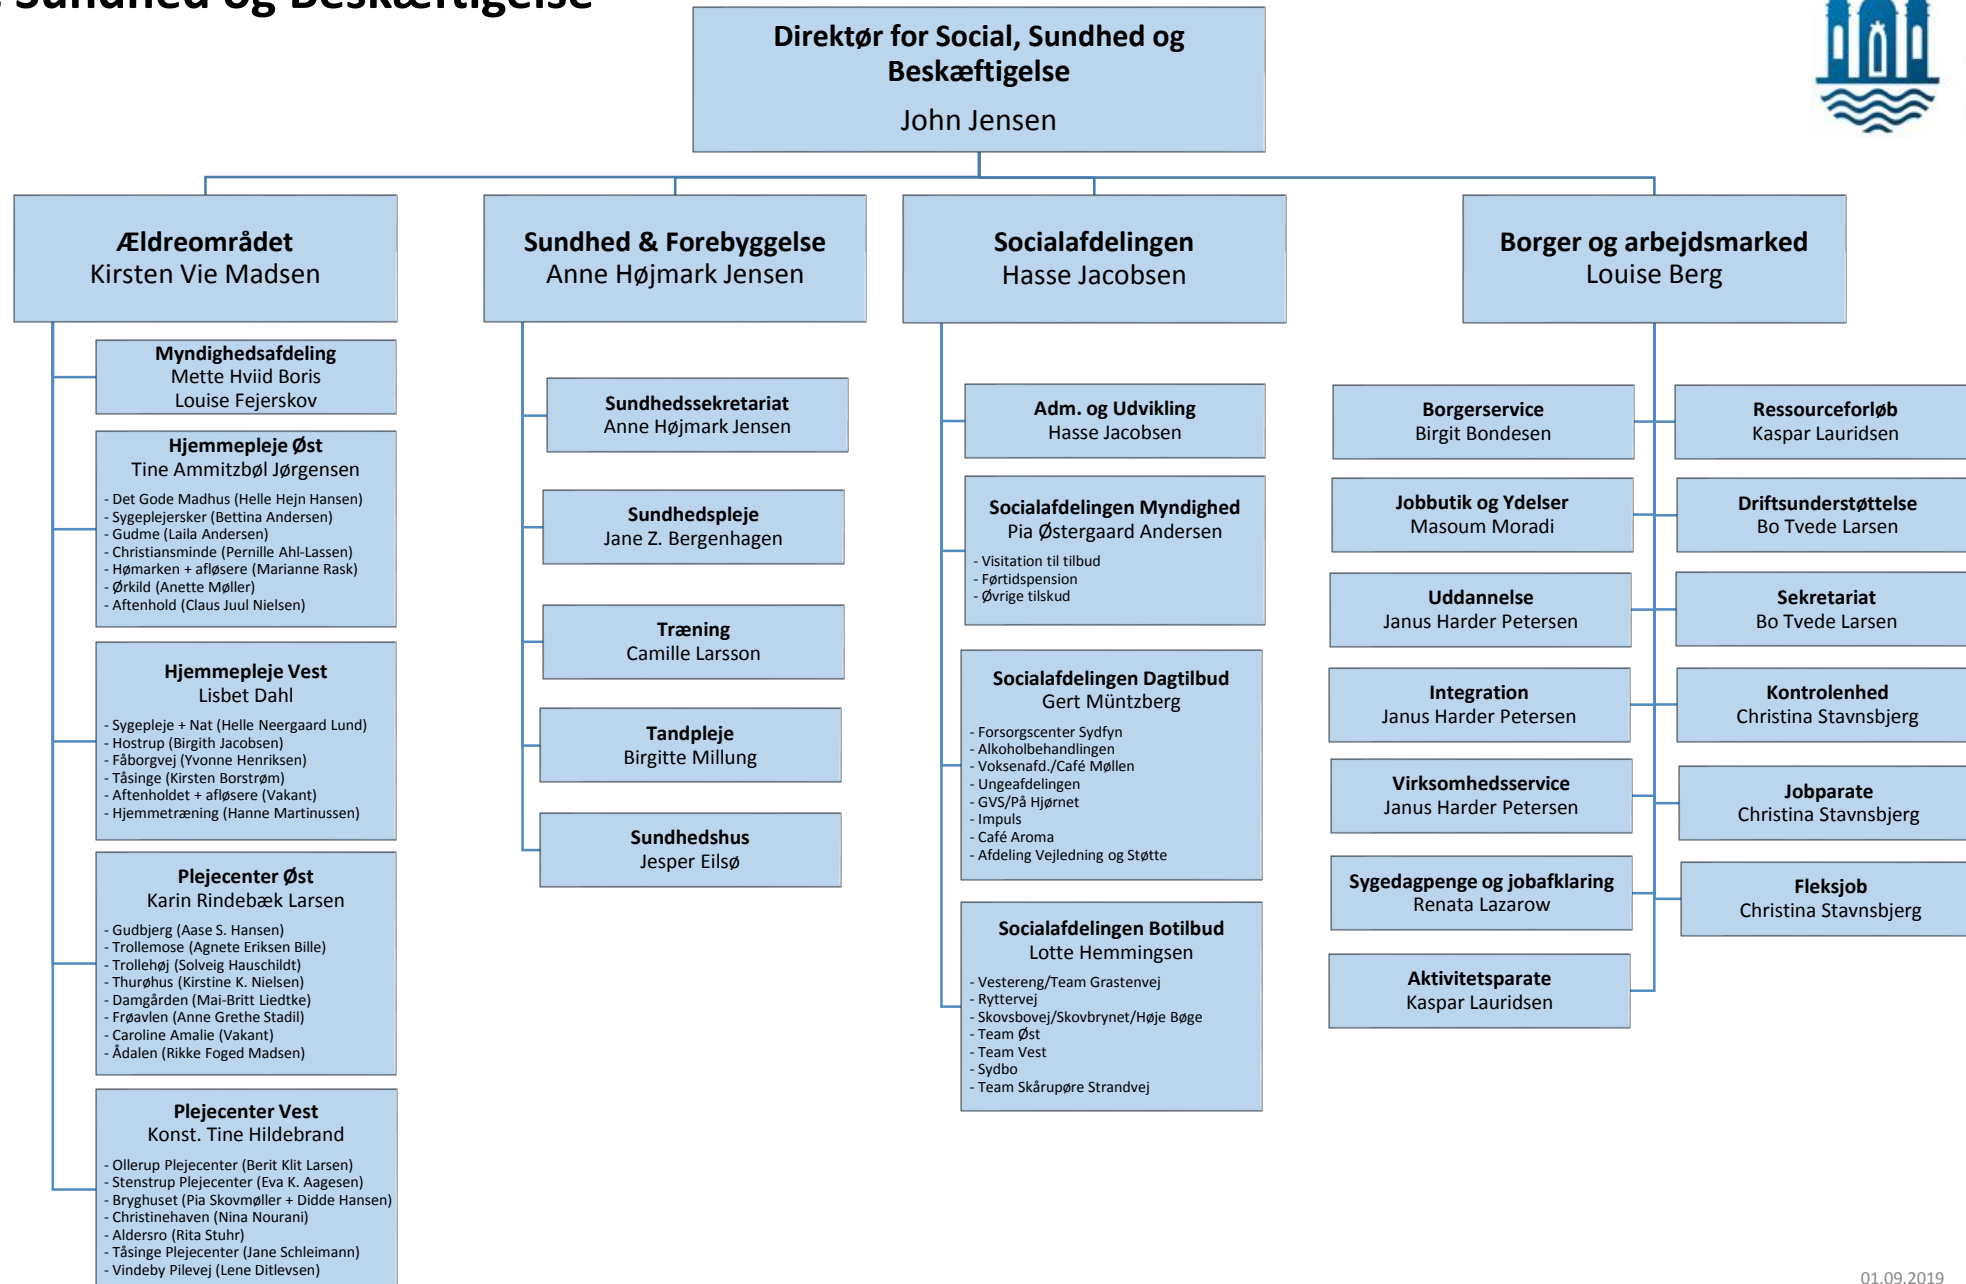 Sundhed og Beskæftigelse
Direktør for Social, Sundhed og
Beskæftigelse
John Jensen
Ældreområdet
Kirsten Vie Madsen
Myndighedsafdeling
Mette Hviid Boris
Louise Fejerskov
Hjemmepleje Øst
Tine Ammitzbøl Jørgensen
- Det Gode Madhus (Helle Hejn Hansen)
- Sygeplejersker (Bettina Andersen)
- Gudme (Laila Andersen)
- Christiansminde (Pernille Ahl-Lassen)
- Hømarken + afløsere (Marianne Rask)
- Ørkild (Anette Møller)
- Aftenhold (Claus Juul Nielsen)
Hjemmepleje Vest
Lisbet Dahl
- Sygepleje + Nat (Helle Neergaard Lund)
- Hostrup (Birgith Jacobsen)
- Fåborgvej (Yvonne Henriksen)
- Tåsinge (Kirsten Borstrøm)
- Aftenholdet + afløsere (Vakant)
- Hjemmetræning (Hanne Martinussen)
Plejecenter Øst
Karin Rindebæk Larsen
- Gudbjerg (Aase S. Hansen)
- Trollemose (Agnete Eriksen Bille)
- Trollehøj (Solveig Hauschildt)
- Thurøhus (Kirstine K. Nielsen)
- Damgården (Mai-Britt Liedtke)
- Frøavlen (Anne Grethe Stadil)
- Caroline Amalie (Vakant)
- Ådalen (Rikke Foged Madsen)
Plejecenter Vest
Konst. Tine Hildebrand
- Ollerup Plejecenter (Berit Klit Larsen)
- Stenstrup Plejecenter (Eva K. Aagesen)
- Bryghuset (Pia Skovmøller + Didde Hansen)
- Christinehaven (Nina Nourani)
- Aldersro (Rita Stuhr)
- Tåsinge Plejecenter (Jane Schleimann)
- Vindeby Pilevej (Lene Ditlevsen)
Sundhed & Forebyggelse
Anne Højmark Jensen
Sundhedssekretariat
Anne Højmark Jensen
Sundhedspleje
Jane Z. Bergenhagen
Træning
Camille Larsson
Tandpleje
Birgitte Millung
Sundhedshus
Jesper Eilsø
Socialafdelingen
Hasse Jacobsen
Adm. og Udvikling
Hasse Jacobsen
Socialafdelingen Myndighed
Pia Østergaard Andersen
- Visitation til tilbud
- Førtidspension
- Øvrige tilskud
Socialafdelingen Dagtilbud
Gert Müntzberg
- Forsorgscenter Sydfyn
- Alkoholbehandlingen
- Voksenafd./Café Møllen
- Ungeafdelingen
- GVS/På Hjørnet
- Impuls
- Café Aroma
- Afdeling Vejledning og Støtte
Socialafdelingen Botilbud
Lotte Hemmingsen
- Vestereng/Team Grastenvej
- Ryttervej
- Skovsbovej/Skovbrynet/Høje Bøge
- Team Øst
- Team Vest
- Sydbo
- Team Skårupøre Strandvej
Borger og arbejdsmarked
Louise Berg
Borgerservice
Birgit Bondesen
Jobbutik og Ydelser
Masoum Moradi
Uddannelse
Janus Harder Petersen
Integration
Janus Harder Petersen
Virksomhedsservice
Janus Harder Petersen
Sygedagpenge og jobafklaring
Renata Lazarow
Aktivitetsparate
Kaspar Lauridsen
Ressourceforløb
Kaspar Lauridsen
Driftsunderstøttelse
Bo Tvede Larsen
Sekretariat
Bo Tvede Larsen
Kontrolenhed
Christina Stavnsbjerg
Jobparate
Christina Stavnsbjerg
Fleksjob
Christina Stavnsbjerg
01.09.2019